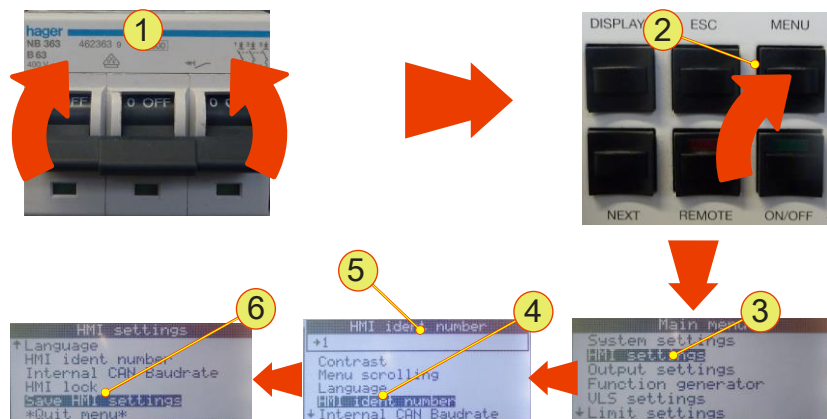 hager
NB 363
B 63
400 V
462363 9
1
OFF
0 OFF
0
DISPLAY
ESC
MENU
2
NEXT
REMOTE
ON/OFF
6
HMI settings
↑Language
HMI ident number
Internal CAN Baudrate
HMI lock
Save HMI settings
*Quit menu*
5
4
HMI ident number
→1
Contrast
Menu scrolling
Language
HMI ident number
↓Internal CAN Baudrate
3
Main menu
System settings
HMI settings
Output settings
Function generator
VLS settings
↓Limit settings